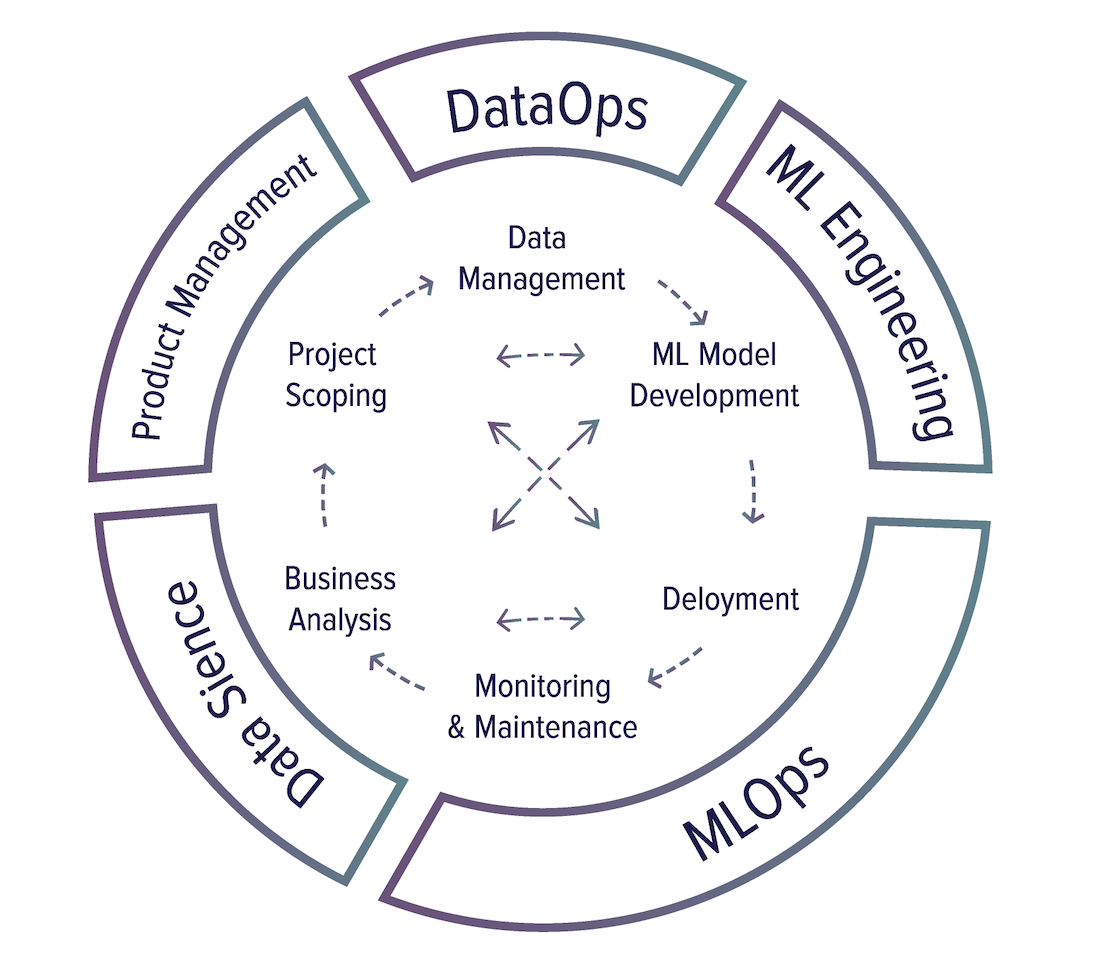 DataOps
ML Engineering
MLOps
Data Sience
Product Management
Data
Management
ML Model
Development
Deloyment
Monitoring
& Maintenance
Business
Analysis
Project
Scoping